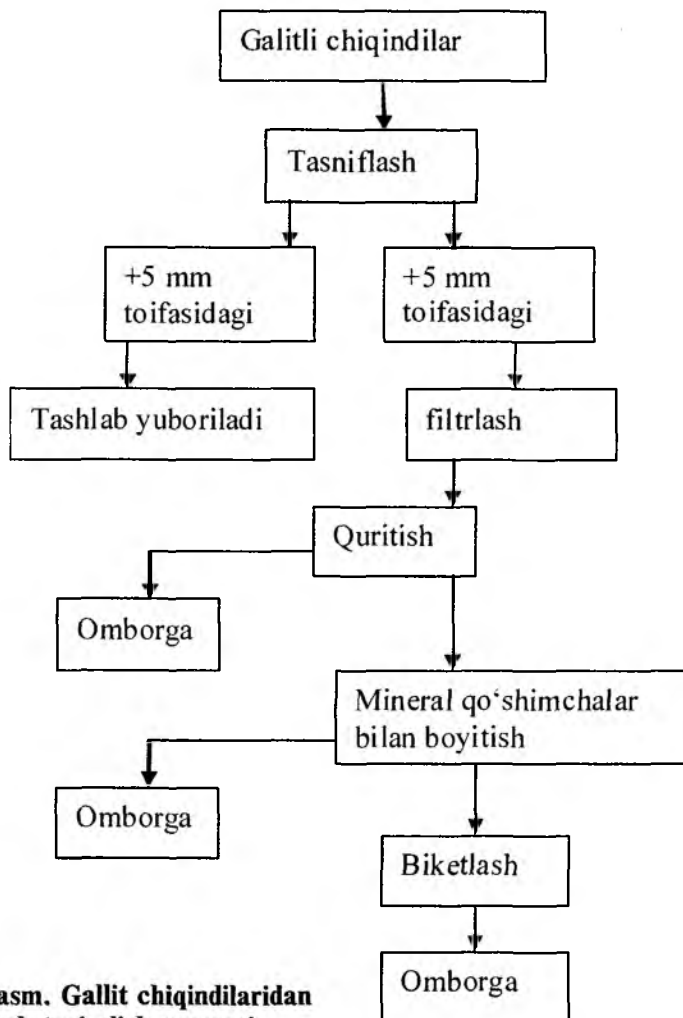 Galitli chiqindilar
Tasniflash
+5 mm
toifasidagi
+5 mm
toifasidagi
Tashlab yuboriladi
filtrlash
Quritish
Omborga
Mineral qo‘shimchalar
bilan boyitish
Omborga
Biketlash
Omborga
asm. Gallit chiqindilaridan